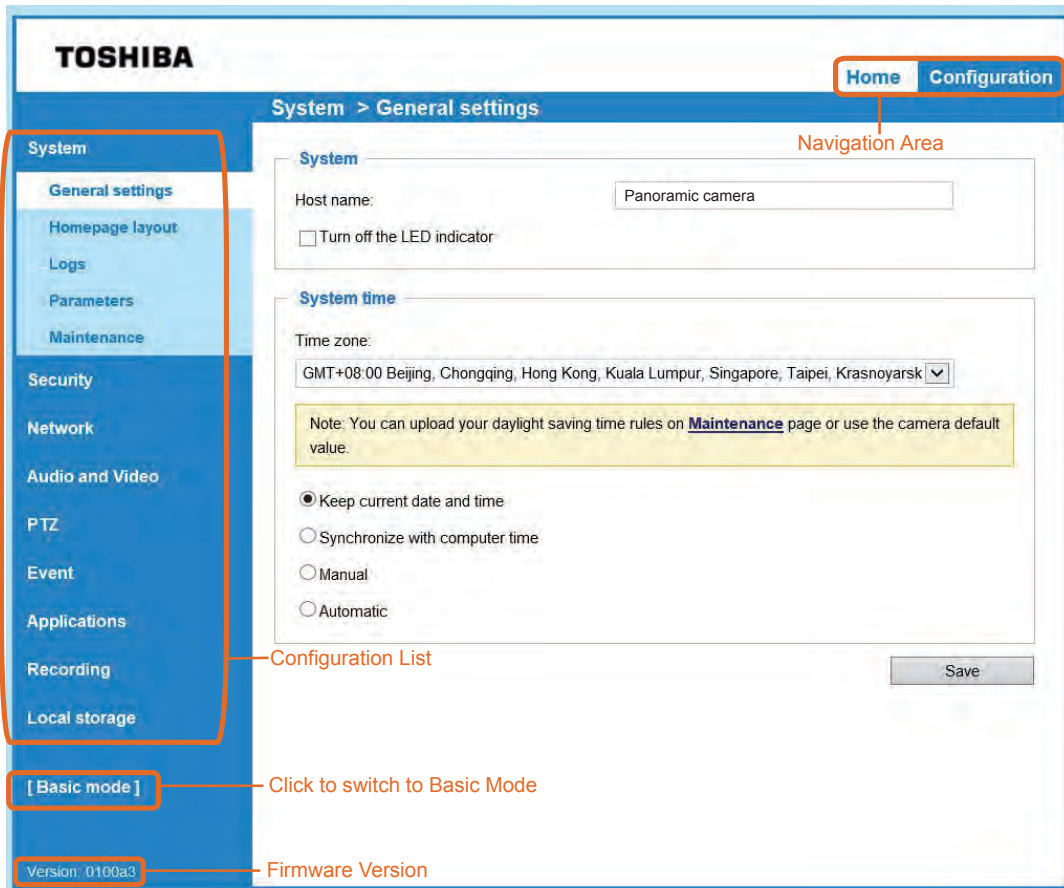 TOSHIBA
Home Configuration
System > General settings
Navigation Area
System
General settings
Homepage layout
Logs
Parameters
Maintenance
Security
Network
Audio and Video
PTZ
Event
Applications
Recording
Local storage
[ Basic mode ]
Version: 0100a3
System
Host name: Panoramic camera
Turn off the LED indicator
System time
Time zone:
GMT+08:00 Beijing, Chongqing, Hong Kong, Kuala Lumpur, Singapore, Taipei, Krasnoyarsk
Note: You can upload your daylight saving time rules on Maintenance page or use the camera default
value.
Keep current date and time
Synchronize with computer time
Manual
Automatic
Configuration List
Save
Click to switch to Basic Mode
Firmware Version